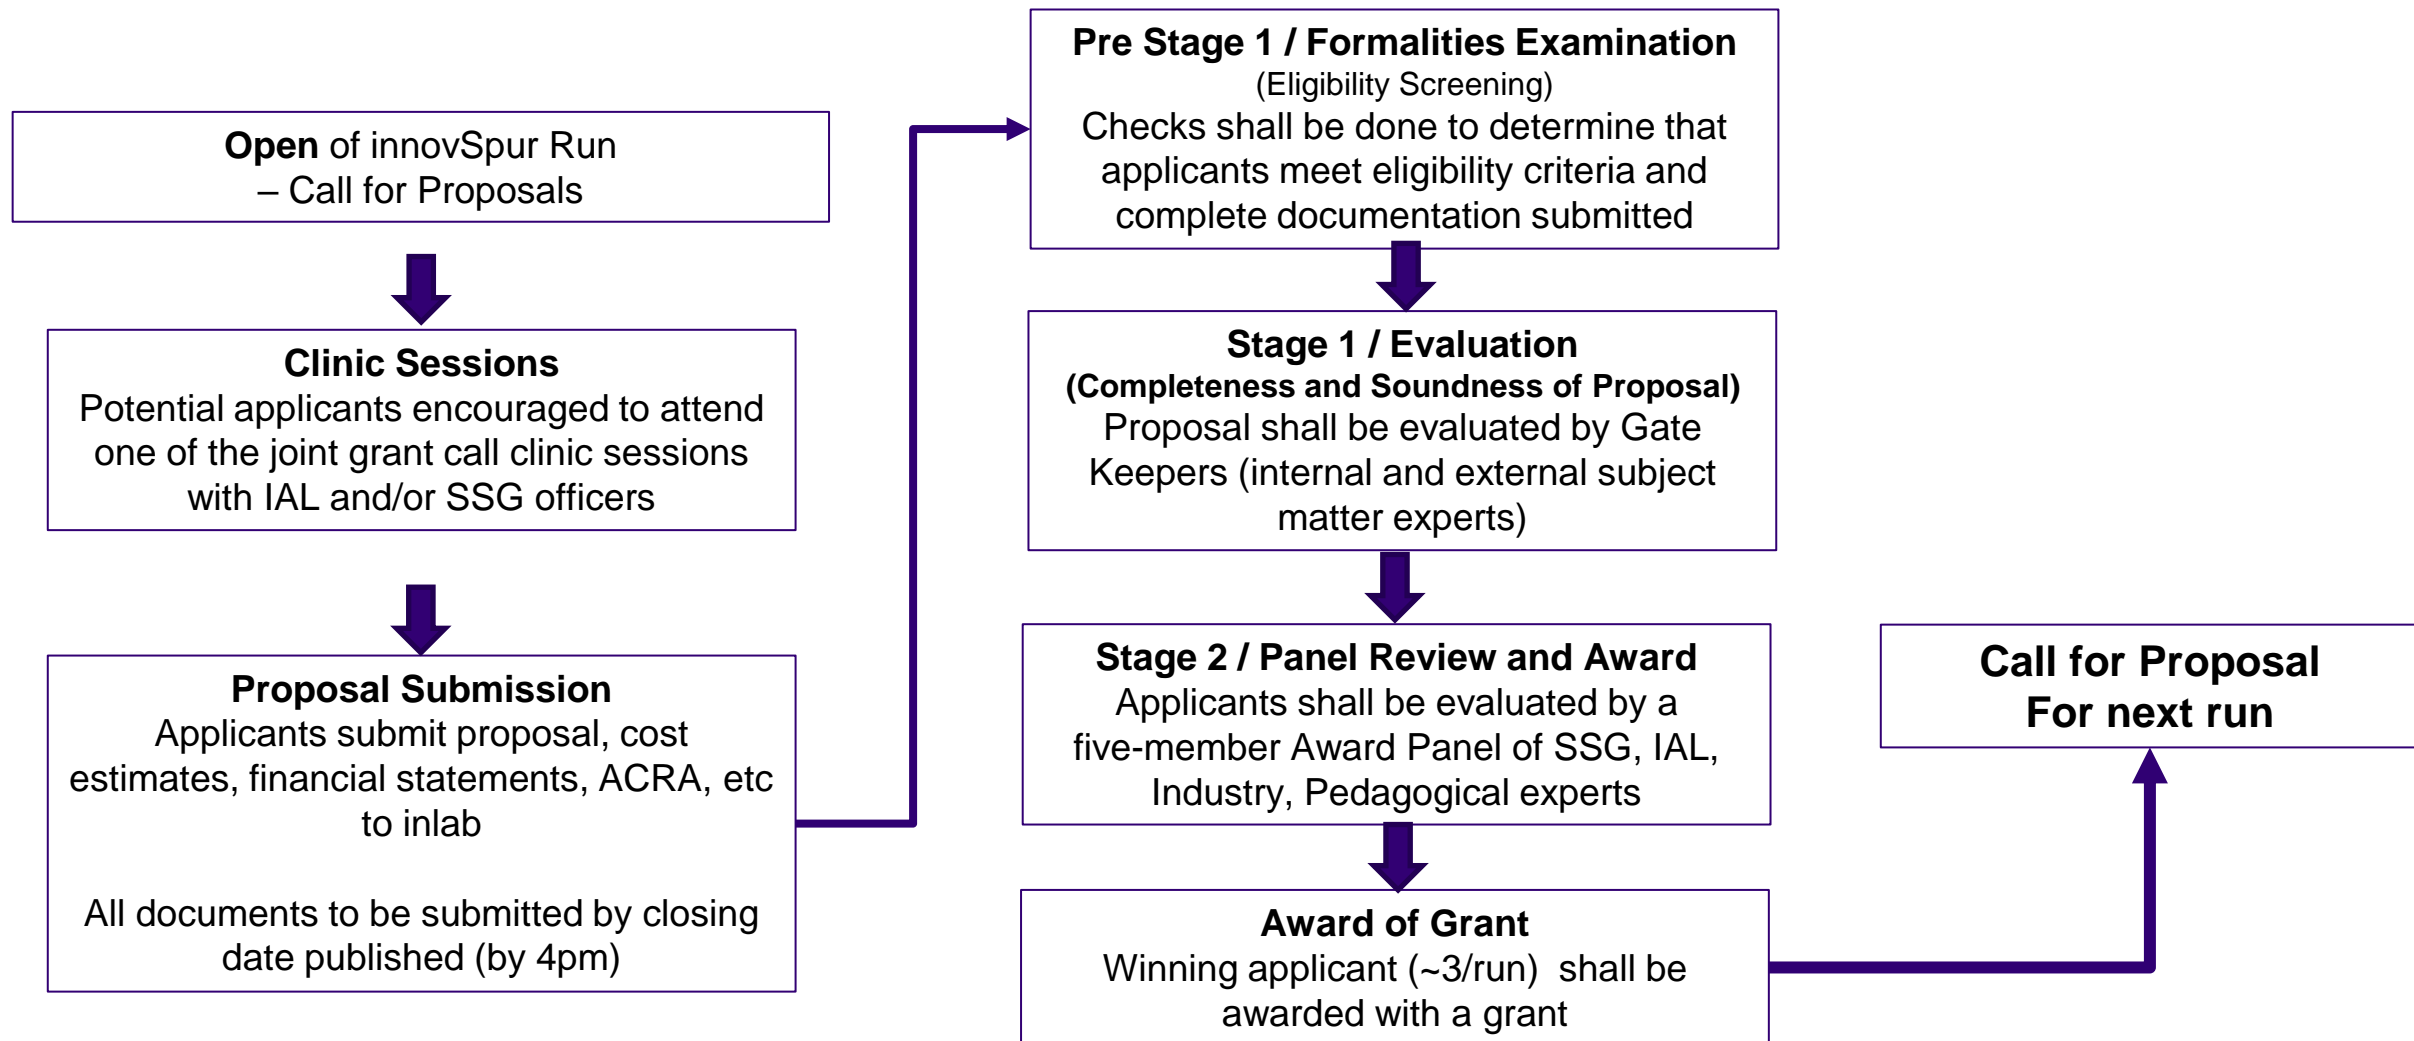 Open of innovSpur Run
– Call for Proposals
Clinic Sessions
Potential applicants encouraged to attend
one of the joint grant call clinic sessions
with IAL and/or SSG officers
Proposal Submission
Applicants submit proposal, cost
estimates, financial statements, ACRA, etc
to inlab
All documents to be submitted by closing
date published (by 4pm)
Pre Stage 1 / Formalities Examination
(Eligibility Screening)
Checks shall be done to determine that
applicants meet eligibility criteria and
complete documentation submitted
Stage 1 / Evaluation
(Completeness and Soundness of Proposal)
Proposal shall be evaluated by Gate
Keepers (internal and external subject
matter experts)
Stage 2 / Panel Review and Award
Applicants shall be evaluated by a
five-member Award Panel of SSG, IAL,
Industry, Pedagogical experts
Award of Grant
Winning applicant (~3/run) shall be
awarded with a grant
Call for Proposal
For next run